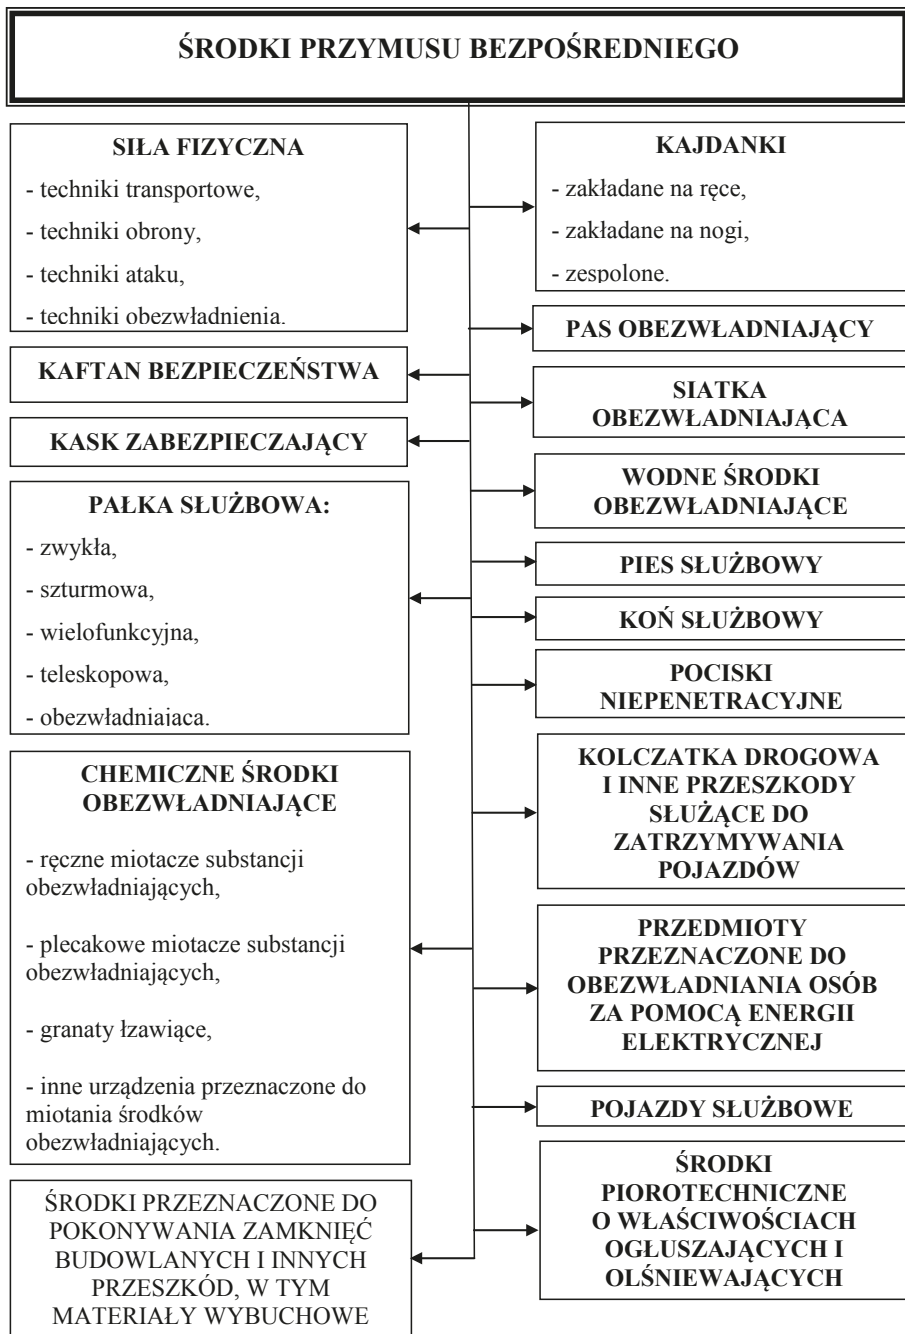 ŚRODKI PRZYMUSU BEZPOŚREDNIEGO
SIŁA FIZYCZNA
- techniki transportowe,
- techniki obrony,
- techniki ataku,
- techniki obezwładnienia.
KAFTAN BEZPIECZEŃSTWA
KASK ZABEZPIECZAJĄCY
PAŁKA SŁUŻBOWA:
- zwykła,
- szturmowa,
- wielofunkcyjna,
- teleskopowa,
- obezwładniająca.
CHEMICZNE ŚRODKI
OBEZWŁADNIAJĄCE
- ręczne miotacze substancji
obezwładniających,
- plecakowe miotacze substancji
obezwładniających,
- granaty łzawiące,
- inne urządzenia przeznaczone do
miotania środków
obezwładniających.
ŚRODKI PRZEZNACZONE DO
POKONYWANIA ZAMKNIĘĆ
BUDOWLANYCH I INNYCH
PRZESZKÓD, W TYM
MATERIAŁY WYBUCHOWE
KAJDANKI
- zakładane na ręce,
- zakładane na nogi,
- zespolone.
PAS OBEZWŁADNIAJĄCY
SIATKA
OBEZWŁADNIAJĄCA
WODNE ŚRODKI
OBEZWŁADNIAJĄCE
PIES SŁUŻBOWY
KOŃ SŁUŻBOWY
POCISKI
NIEPENETRACYJNE
KOLCZATKA DROGOWA
I INNE PRZESZKODY
SŁUŻĄCE DO
ZATRZYMYWANIA
POJAZDÓW
PRZEDMIOTY
PRZEZNACZONE DO
OBEZWŁADNIANIA OSÓB
ZA POMOCĄ ENERGII
ELEKTRYCZNEJ
POJAZDY SŁUŻBOWE
ŚRODKI
PIOROTECHNICZNE
O WŁAŚCIWOŚCIACH
OGŁUSZAJĄCYCH I
OLŚNIEWAJĄCYCH